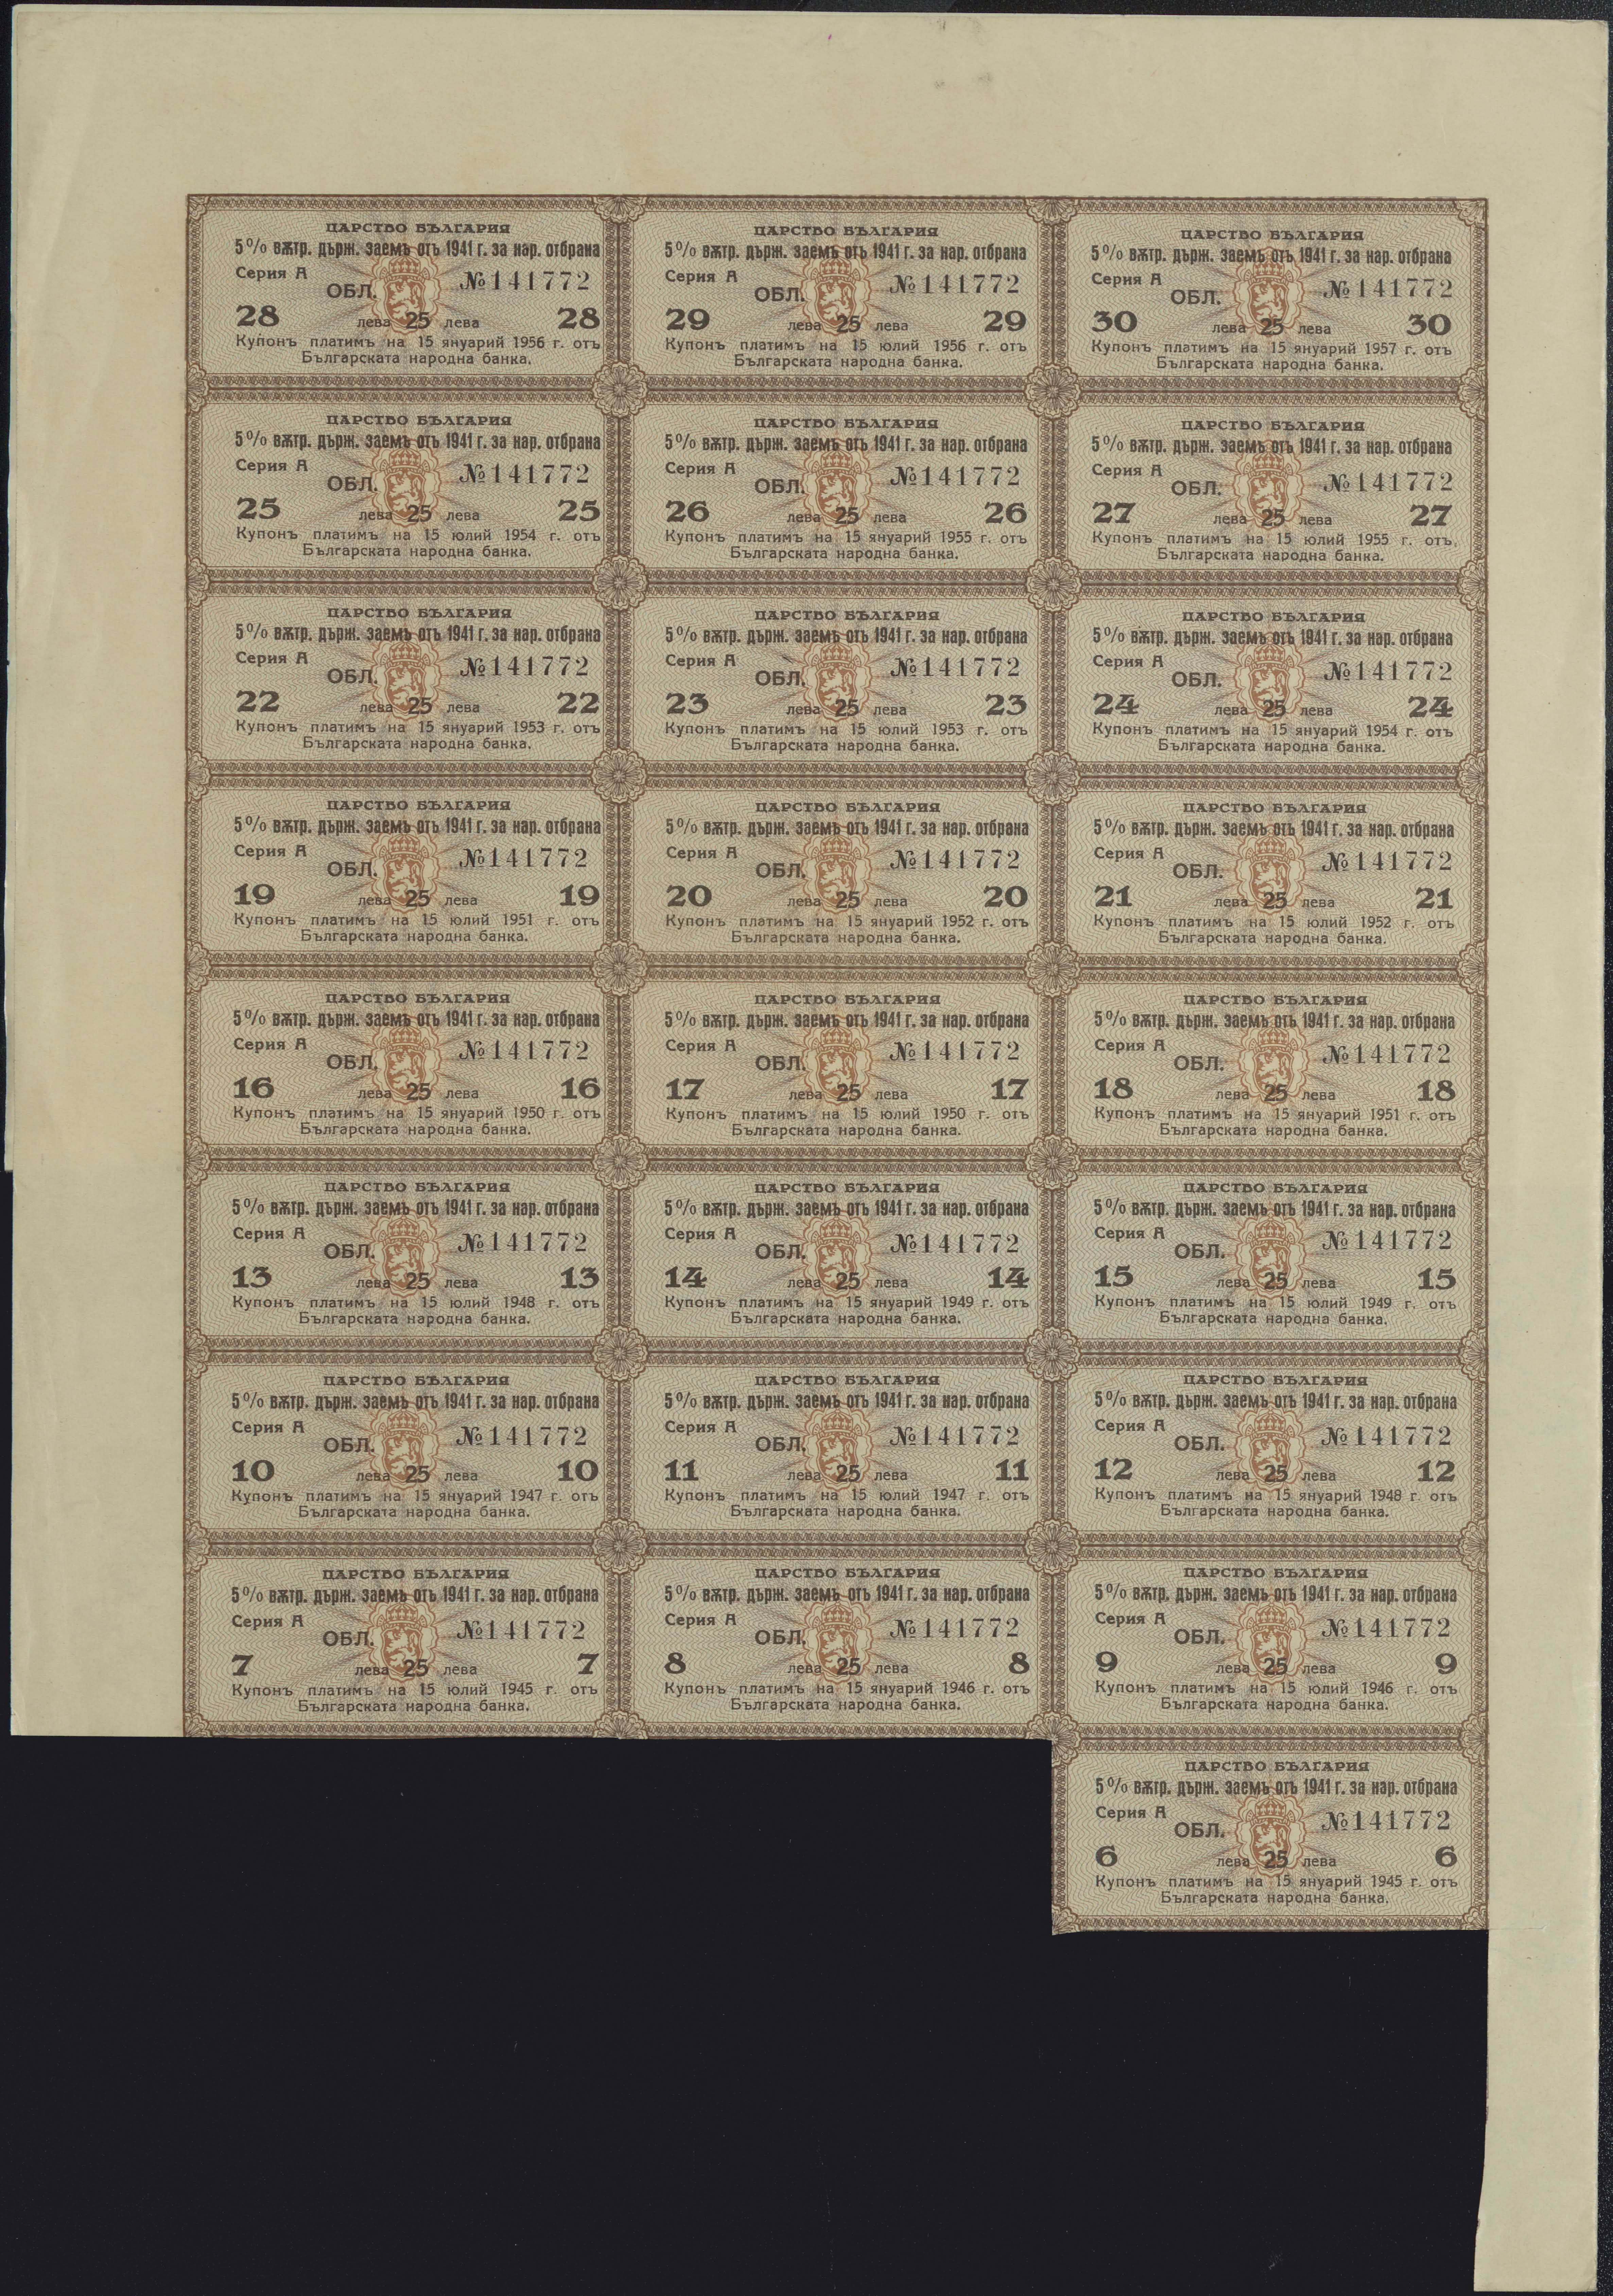 ЦАРСТВО БЪЛГАРИЯ
5% вѫтр. държ. заемъ отъ 1941 г. за нар. отбрана
Серия А ОБЛ. №141772
28 лева 25 лева 28
Купонъ платимъ на 15 януарий 1956 г. отъ
Българската народна банка.
ЦАРСТВО БЪЛГАРИЯ
5% вѫтр. държ. заемъ отъ 1941 г. за нар. отбрана
Серия А ОБЛ. №141772
29 лева 25 лева 29
Купонъ платимъ на 15 юлий 1956 г. отъ
Българската народна банка.
ЦАРСТВО БЪЛГАРИЯ
5% вѫтр. държ. заемъ отъ 1941 г. за нар. отбрана
Серия А ОБЛ. №141772
30 лева 25 лева 30
Купонъ платимъ на 15 януарий 1957 г. отъ
Българската народна банка.
ЦАРСТВО БЪЛГАРИЯ
5% вѫтр. държ. заемъ отъ 1941 г. за нар. отбрана
Серия А ОБЛ. №141772
25 лева 25 лева 25
Купонъ платимъ на 15 юлий 1954 г. отъ
Българската народна банка.
ЦАРСТВО БЪЛГАРИЯ
5% вѫтр. държ. заемъ отъ 1941 г. за нар. отбрана
Серия А ОБЛ. №141772
26 лева 25 лева 26
Купонъ платимъ на 15 януарий 1955 г. отъ
Българската народна банка.
ЦАРСТВО БЪЛГАРИЯ
5% вѫтр. държ. заемъ отъ 1941 г. за нар. отбрана
Серия А ОБЛ. №141772
27 лева 25 лева 27
Купонъ платимъ на 15 юлий 1955 г. отъ
Българската народна банка.
ЦАРСТВО БЪЛГАРИЯ
5% вѫтр. държ. заемъ отъ 1941 г. за нар. отбрана
Серия А ОБЛ. №141772
22 лева 25 лева 22
Купонъ платимъ на 15 януарий 1953 г. отъ
Българската народна банка.
ЦАРСТВО БЪЛГАРИЯ
5% вѫтр. държ. заемъ отъ 1941 г. за нар. отбрана
Серия А ОБЛ. №141772
23 лева 25 лева 23
Купонъ платимъ на 15 юлий 1953 г. отъ
Българската народна банка.
ЦАРСТВО БЪЛГАРИЯ
5% вѫтр. държ. заемъ отъ 1941 г. за нар. отбрана
Серия А ОБЛ. №141772
24 лева 25 лева 24
Купонъ платимъ на 15 януарий 1954 г. отъ
Българската народна банка.
ЦАРСТВО БЪЛГАРИЯ
5% вѫтр. държ. заемъ отъ 1941 г. за нар. отбрана
Серия А ОБЛ. №141772
19 лева 25 лева 19
Купонъ платимъ на 15 юлий 1951 г. отъ
Българската народна банка.
ЦАРСТВО БЪЛГАРИЯ
5% вѫтр. държ. заемъ отъ 1941 г. за нар. отбрана
Серия А ОБЛ. №141772
20 лева 25 лева 20
Купонъ платимъ на 15 януарий 1952 г. отъ
Българската народна банка.
ЦАРСТВО БЪЛГАРИЯ
5% вѫтр. държ. заемъ отъ 1941 г. за нар. отбрана
Серия А ОБЛ. №141772
21 лева 25 лева 21
Купонъ платимъ на 15 юлий 1952 г. отъ
Българската народна банка.
ЦАРСТВО БЪЛГАРИЯ
5% вѫтр. държ. заемъ отъ 1941 г. за нар. отбрана
Серия А ОБЛ. №141772
16 лева 25 лева 16
Купонъ платимъ на 15 януарий 1950 г. отъ
Българската народна банка.
ЦАРСТВО БЪЛГАРИЯ
5% вѫтр. държ. заемъ отъ 1941 г. за нар. отбрана
Серия А ОБЛ. №141772
17 лева 25 лева 17
Купонъ платимъ на 15 юлий 1950 г. отъ
Българската народна банка.
ЦАРСТВО БЪЛГАРИЯ
5% вѫтр. държ. заемъ отъ 1941 г. за нар. отбрана
Серия А ОБЛ. №141772
18 лева 25 лева 18
Купонъ платимъ на 15 януарий 1951 г. отъ
Българската народна банка.
ЦАРСТВО БЪЛГАРИЯ
5% вѫтр. държ. заемъ отъ 1941 г. за нар. отбрана
Серия А ОБЛ. №141772
13 лева 25 лева 13
Купонъ платимъ на 15 юлий 1948 г. отъ
Българската народна банка.
ЦАРСТВО БЪЛГАРИЯ
5% вѫтр. държ. заемъ отъ 1941 г. за нар. отбрана
Серия А ОБЛ. №141772
14 лева 25 лева 14
Купонъ платимъ на 15 януарий 1949 г. отъ
Българската народна банка.
ЦАРСТВО БЪЛГАРИЯ
5% вѫтр. държ. заемъ отъ 1941 г. за нар. отбрана
Серия А ОБЛ. №141772
15 лева 25 лева 15
Купонъ платимъ на 15 юлий 1949 г. отъ
Българската народна банка.
ЦАРСТВО БЪЛГАРИЯ
5% вѫтр. държ. заемъ отъ 1941 г. за нар. отбрана
Серия А ОБЛ. №141772
10 лева 25 лева 10
Купонъ платимъ на 15 януарий 1947 г. отъ
Българската народна банка.
ЦАРСТВО БЪЛГАРИЯ
5% вѫтр. държ. заемъ отъ 1941 г. за нар. отбрана
Серия А ОБЛ. №141772
11 лева 25 лева 11
Купонъ платимъ на 15 юлий 1947 г. отъ
Българската народна банка.
ЦАРСТВО БЪЛГАРИЯ
5% вѫтр. държ. заемъ отъ 1941 г. за нар. отбрана
Серия А ОБЛ. №141772
12 лева 25 лева 12
Купонъ платимъ на 15 януарий 1948 г. отъ
Българската народна банка.
ЦАРСТВО БЪЛГАРИЯ
5% вѫтр. държ. заемъ отъ 1941 г. за нар. отбрана
Серия А ОБЛ. №141772
7 лева 25 лева 7
Купонъ платимъ на 15 юлий 1945 г. отъ
Българската народна банка.
ЦАРСТВО БЪЛГАРИЯ
5% вѫтр. държ. заемъ отъ 1941 г. за нар. отбрана
Серия А ОБЛ. №141772
8 лева 25 лева 8
Купонъ платимъ на 15 януарий 1946 г. отъ
Българската народна банка.
ЦАРСТВО БЪЛГАРИЯ
5% вѫтр. държ. заемъ отъ 1941 г. за нар. отбрана
Серия А ОБЛ. №141772
9 лева 25 лева 9
Купонъ платимъ на 15 юлий 1946 г. отъ
Българската народна банка.
ЦАРСТВО БЪЛГАРИЯ
5% вѫтр. държ. заемъ отъ 1941 г. за нар. отбрана
Серия А ОБЛ. №141772
6 лева 25 лева 6
Купонъ платимъ на 15 януарий 1945 г. отъ
Българската народна банка.